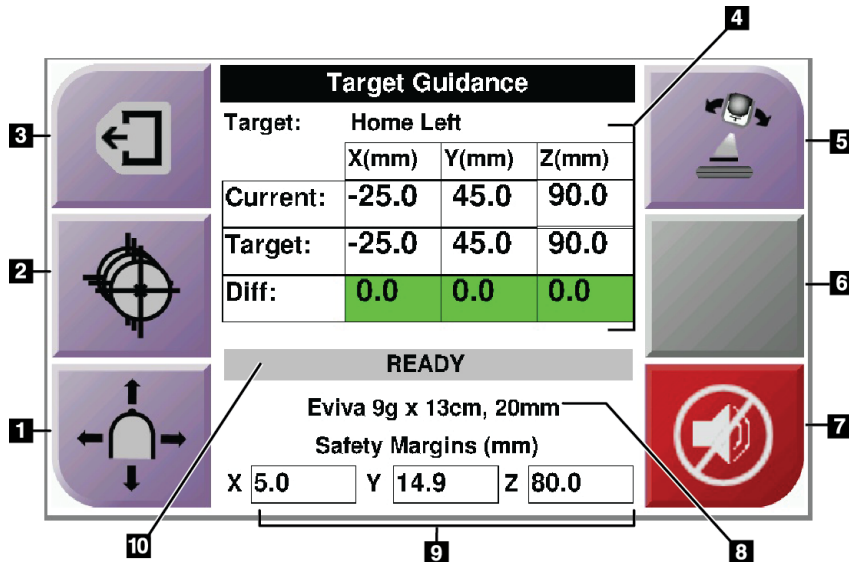 4
Target Guidance
3
Target: Home Left
5
X(mm) Y(mm) Z(mm)
Current: -25.0 45.0 90.0
Target: -25.0 45.0 90.0
2
6
Diff: 0.0 0.0 0.0
READY
Eviva 9g x 13cm, 20mm
1
7
Safety Margins (mm)
X 5.0 Y 14.9 Z 80.0
10
9
8